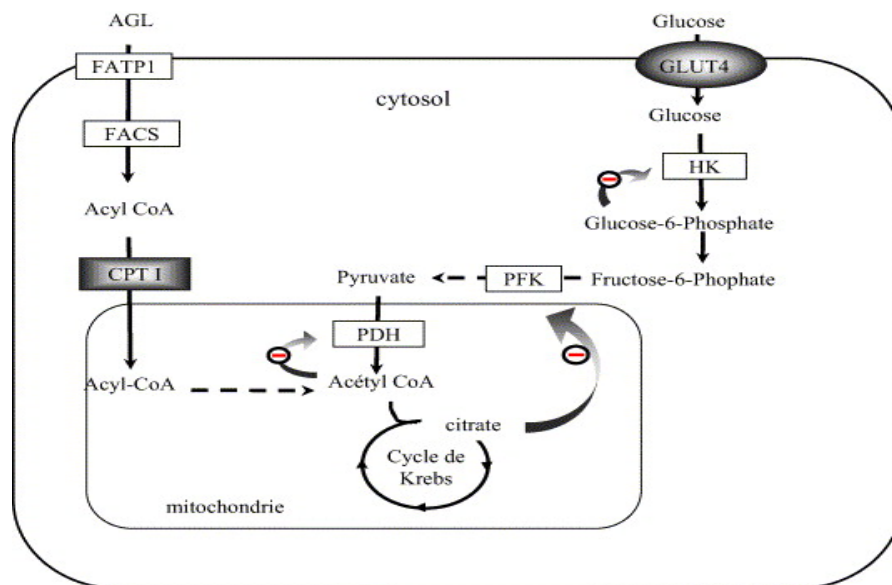 AGL
Glucose
FATP1
GLUT4
cytosol
Glucose
FACS
HK
Acyl CoA
Glucose-6-Phosphate
CPT I
Pyruvate
PFK
Fructose-6-Phophate
PDH
Acyl-CoA
Acétyl CoA
citrate
Cycle de
Krebs
mitochondrie